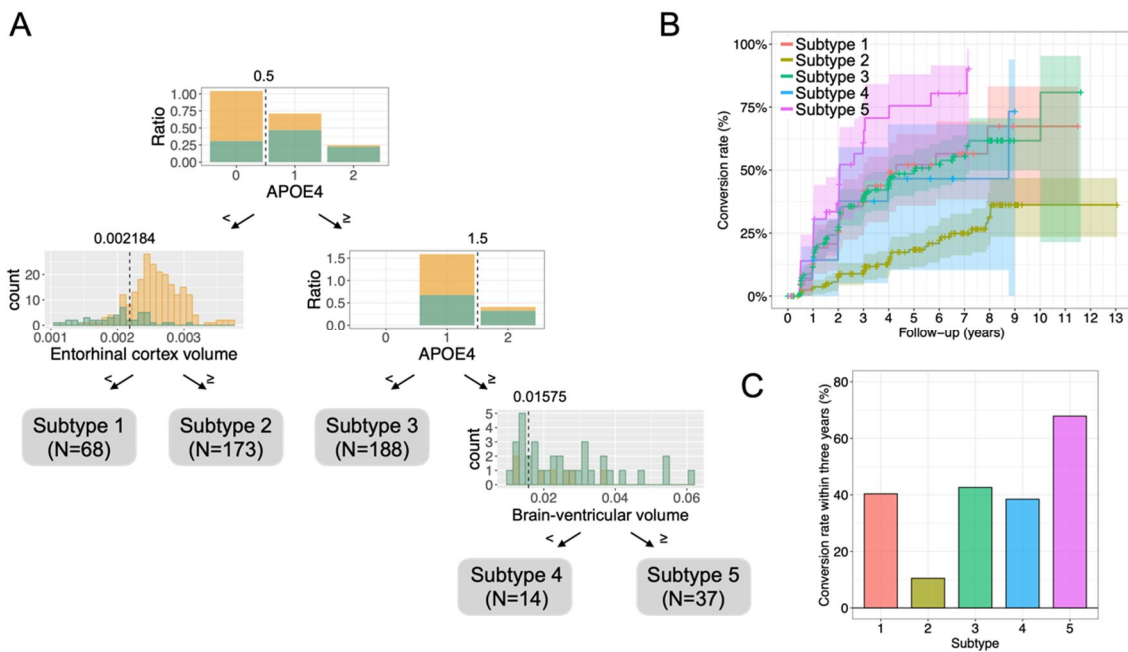 A
0.5
1.00
0.75
0.50
0.25
0.00
Ratio
0 1 2
APOE4
< ≥
0.002184
20
10
0
count
0.001 0.002 0.003
Entorhinal cortex volume
< ≥
1.5
1.5
1.0
0.5
0.0
Ratio
0 1 2
APOE4
< ≥
Subtype 1
(N=68)
Subtype 2
(N=173)
Subtype 3
(N=188)
0.01575
5
4
3
2
1
0
count
0.02 0.04 0.06
Brain-ventricular volume
< ≥
Subtype 4
(N=14)
Subtype 5
(N=37)
B
100%
75%
50%
25%
0%
Conversion rate (%)
Subtype 1
Subtype 2
Subtype 3
Subtype 4
Subtype 5
0 1 2 3 4 5 6 7 8 9 10 11 12 13
Follow-up (years)
C
80
60
40
20
0
Conversion rate within three years (%)
1 2 3 4 5
Subtype